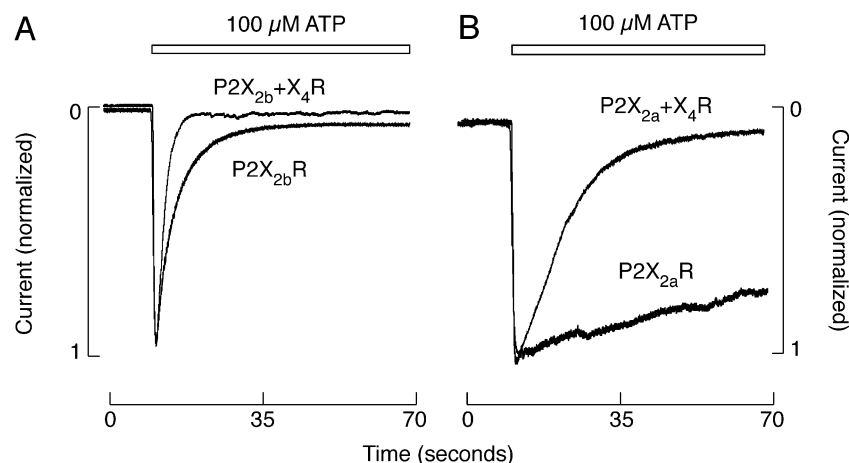 A
100 µM ATP
P2X2b+X4R
P2X2bR
0
1
Current (normalized)
0
35
70
B
100 µM ATP
P2X2a+X4R
P2X2aR
0
1
Current (normalized)
0
35
70
Time (seconds)